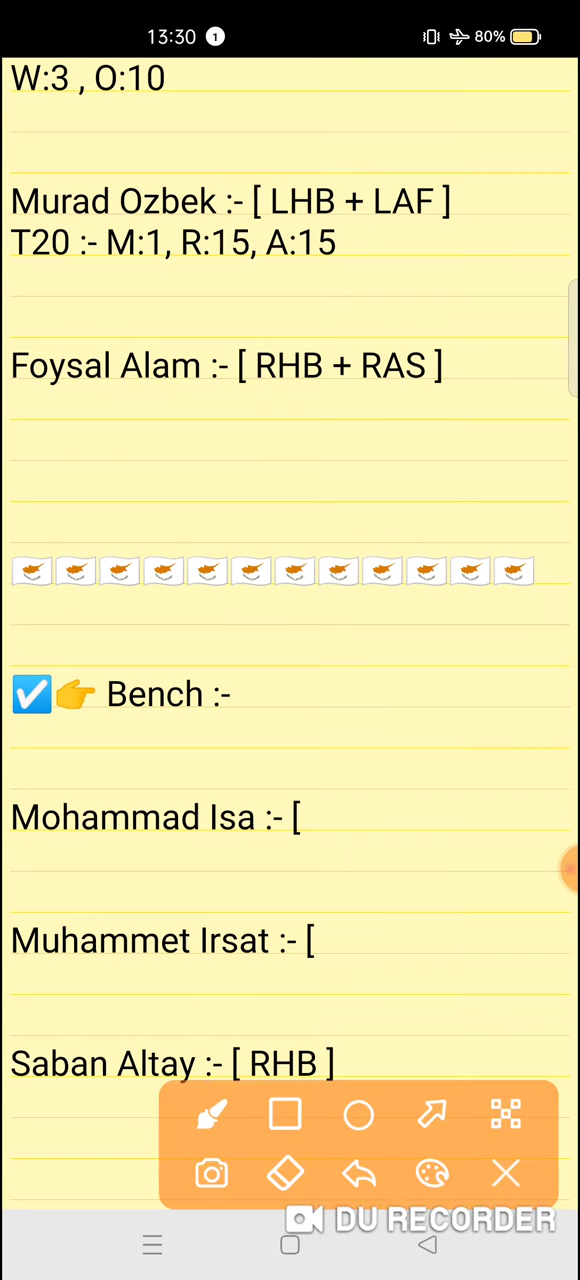 13:30 1 80%
W:3 , O:10
Murad Ozbek :- [ LHB + LAF ]
T20 :- M:1, R:15, A:15
Foysal Alam :- [ RHB + RAS ]
Bench :-
Mohammad Isa :- [
Muhammet Irsat :- [
Saban Altay :- [ RHB ]
DU RECORDER